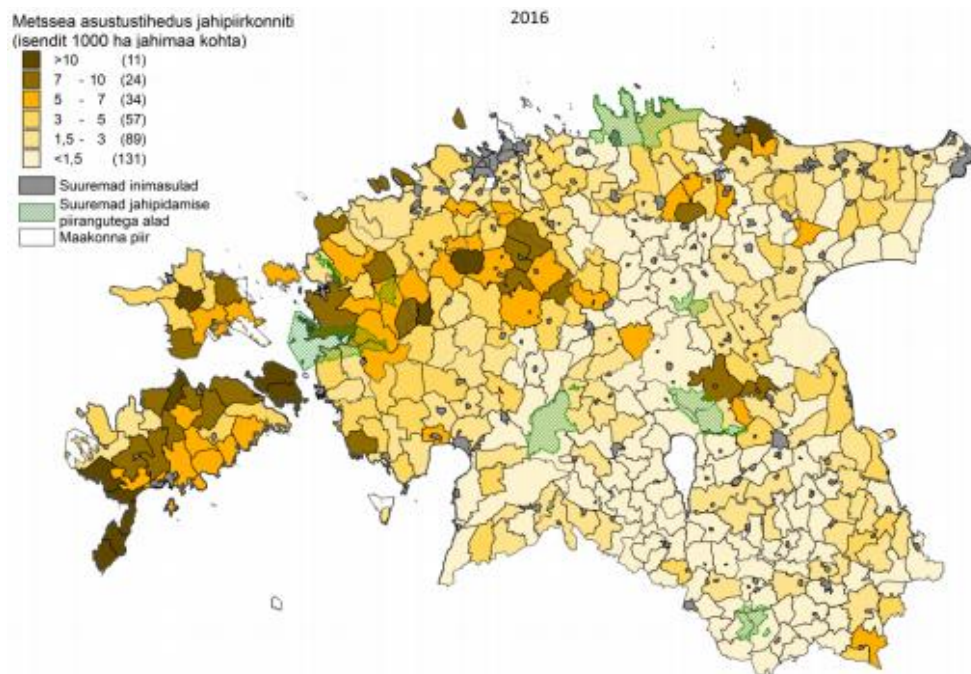 2016
Metssea asustustihedus jahipiirkonniti
(isendit 1000 ha jahimaa kohta)
>10 (11)
7 - 10 (24)
5 - 7 (34)
3 - 5 (57)
1,5 - 3 (89)
<1,5 (131)
Suuremad inimasulad
Suuremad jahipidamise
piirangutega alad
Maakonna piir